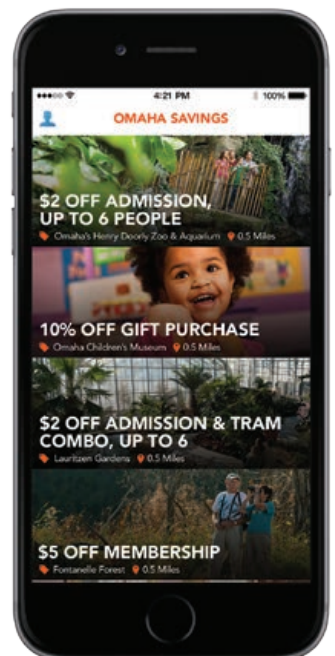 4:21 PM
100%
OMAHA SAVINGS
$2 OFF ADMISSION,
UP TO 6 PEOPLE
Omaha's Henry Doorly Zoo & Aquarium 0.5 Miles
10% OFF GIFT PURCHASE
Omaha Children's Museum 0.5 Miles
$2 OFF ADMISSION & TRAM
COMBO, UP TO 6
Lauritzen Gardens 0.5 Miles
$5 OFF MEMBERSHIP
Fontanelle Forest 0.5 Miles